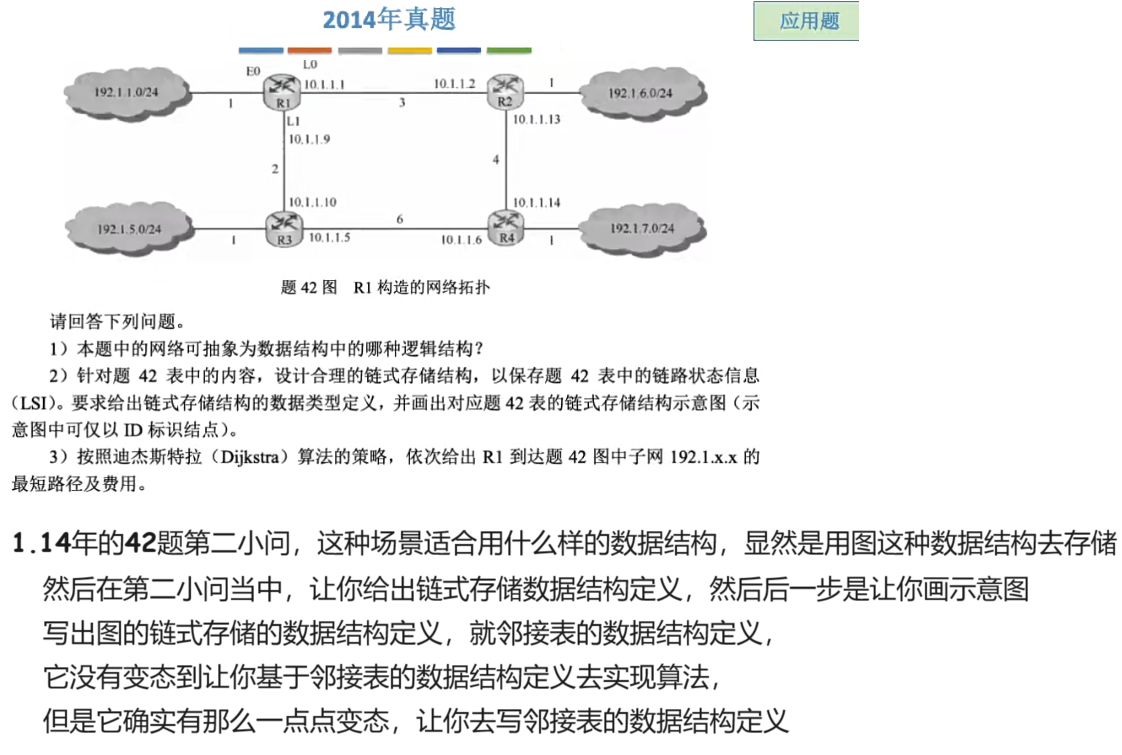 2014年真题
应用题
E0
L0
192.1.1.0/24
1
R1
10.1.1.1
3
10.1.1.2
R2
1
192.1.6.0/24
L1
10.1.1.9
10.1.1.13
2
4
10.1.1.10
10.1.1.14
192.1.5.0/24
1
R3
10.1.1.5
6
10.1.1.6
R4
1
192.1.7.0/24
题 42 图 R1 构造的网络拓扑
请回答下列问题。
1）本题中的网络可抽象为数据结构中的哪种逻辑结构？
2）针对题 42 表中的内容，设计合理的链式存储结构，以保存题 42 表中的链路状态信息
（LSI）。要求给出链式存储结构的数据类型定义，并画出对应题 42 表的链式存储结构示意图（示
意图中可仅以 ID 标识结点）。
3）按照迪杰斯特拉（Dijkstra）算法的策略，依次给出 R1 到达题 42 图中子网 192.1.x.x 的
最短路径及费用。
1.14年的42题第二小问，这种场景适合用什么样的数据结构，显然是用图这种数据结构去存储
然后在第二小问当中，让你给出链式存储数据结构定义，然后后一步是让你画示意图
写出图的链式存储的数据结构定义，就邻接表的数据结构定义，
它没有变态到让你基于邻接表的数据结构定义去实现算法，
但是它确实有那么一点点变态，让你去写邻接表的数据结构定义